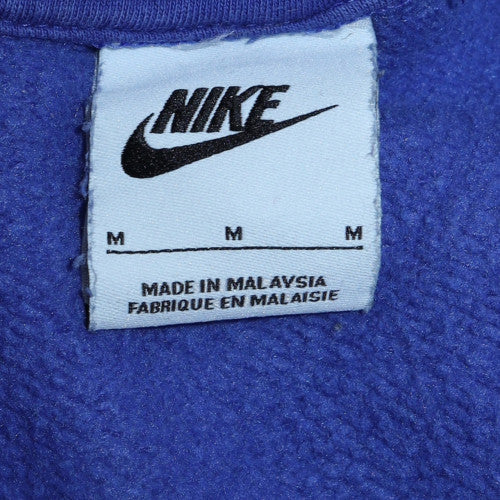 NIKE
M M M
MADE IN MALAYSIA
FABRIQUE EN MALAISIE